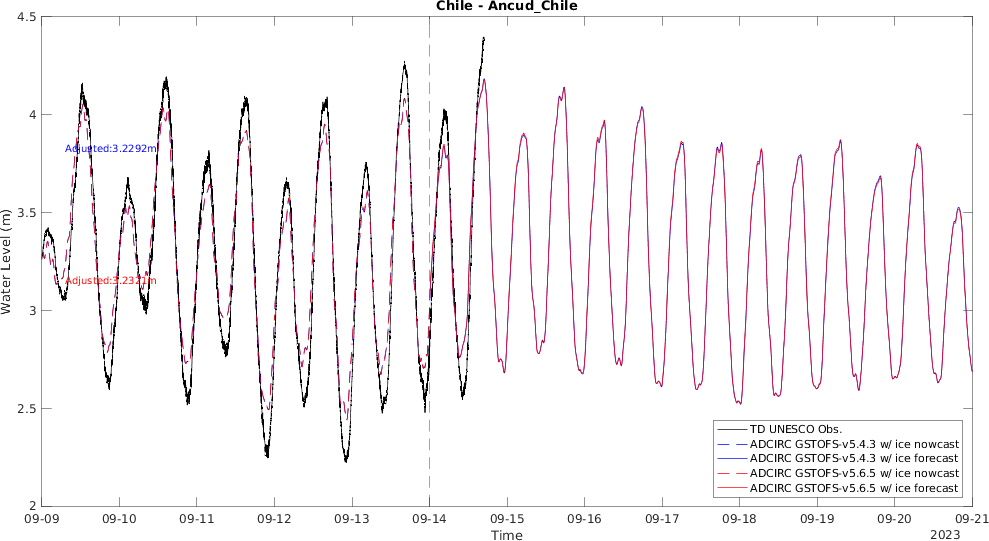 Chile - Ancud_Chile
4.5
4
3.5
3
2.5
2
Water Level (m)
Adjusted:3.2292m
Adjusted:3.2321m
TD UNESCO Obs.
ADCIRC GSTOFS-v5.4.3 w/ ice nowcast
ADCIRC GSTOFS-v5.4.3 w/ ice forecast
ADCIRC GSTOFS-v5.6.5 w/ ice nowcast
ADCIRC GSTOFS-v5.6.5 w/ ice forecast
09-09 09-10 09-11 09-12 09-13 09-14 09-15 09-16 09-17 09-18 09-19 09-20 09-21
Time
2023